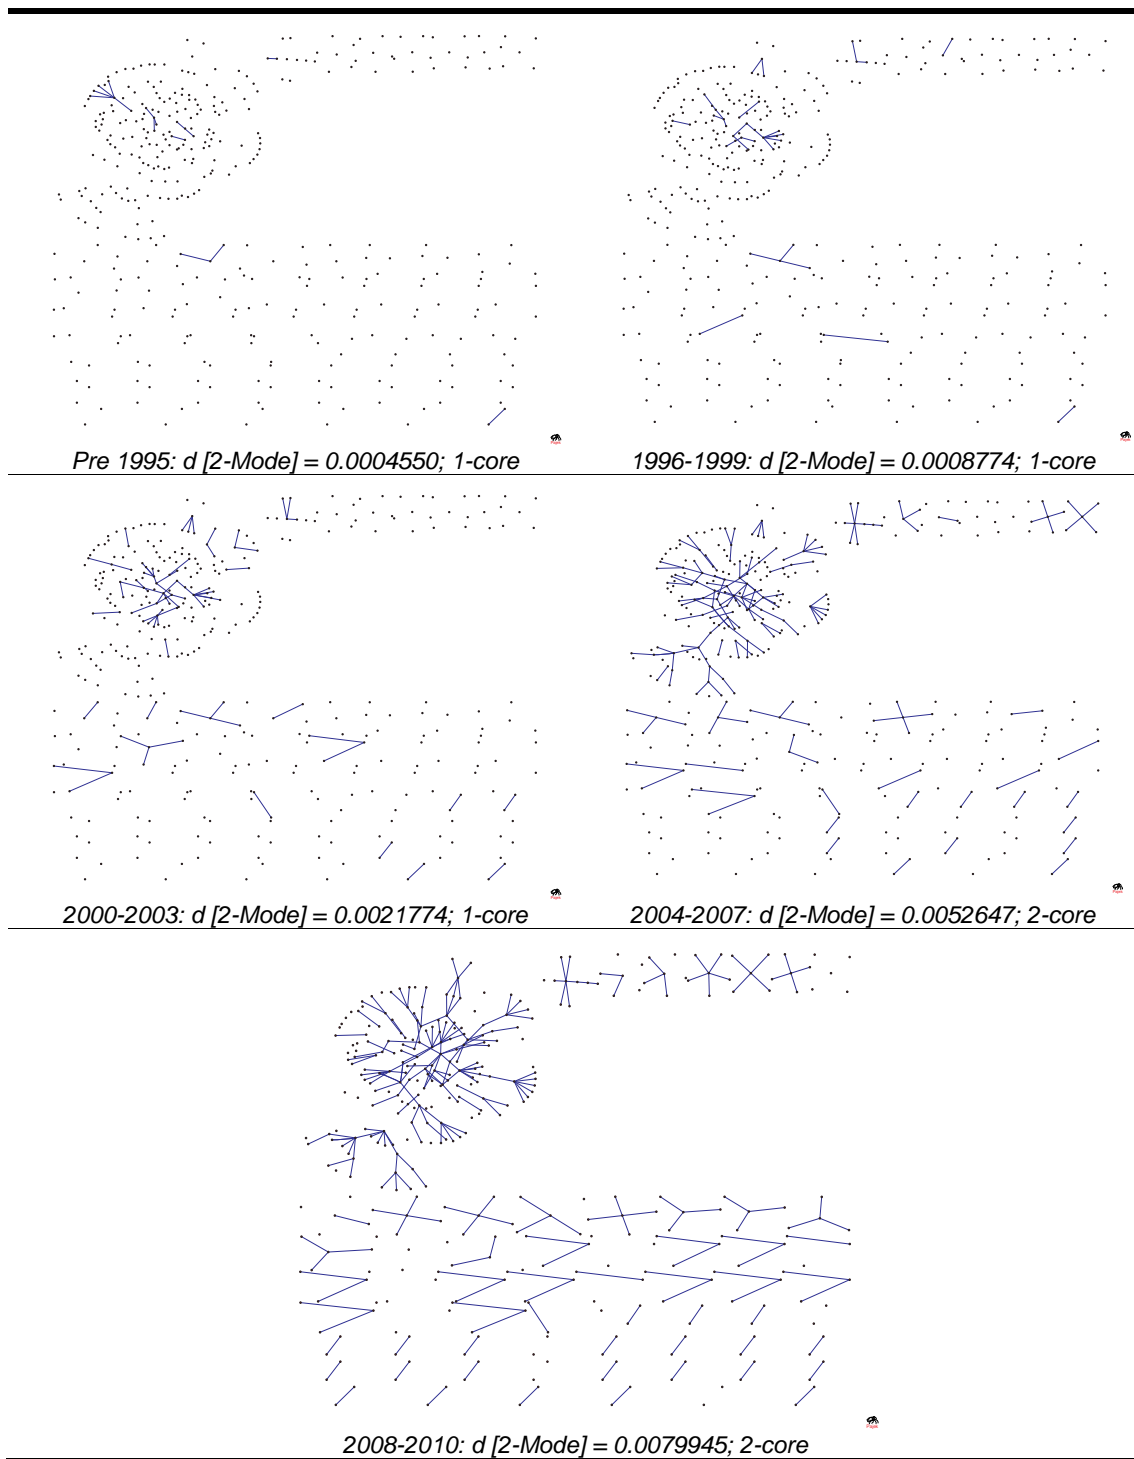 Pre 1995: d [2-Mode] = 0.0004550; 1-core
1996-1999: d [2-Mode] = 0.0008774; 1-core
2000-2003: d [2-Mode] = 0.0021774; 1-core
2004-2007: d [2-Mode] = 0.0052647; 2-core
2008-2010: d [2-Mode] = 0.0079945; 2-core